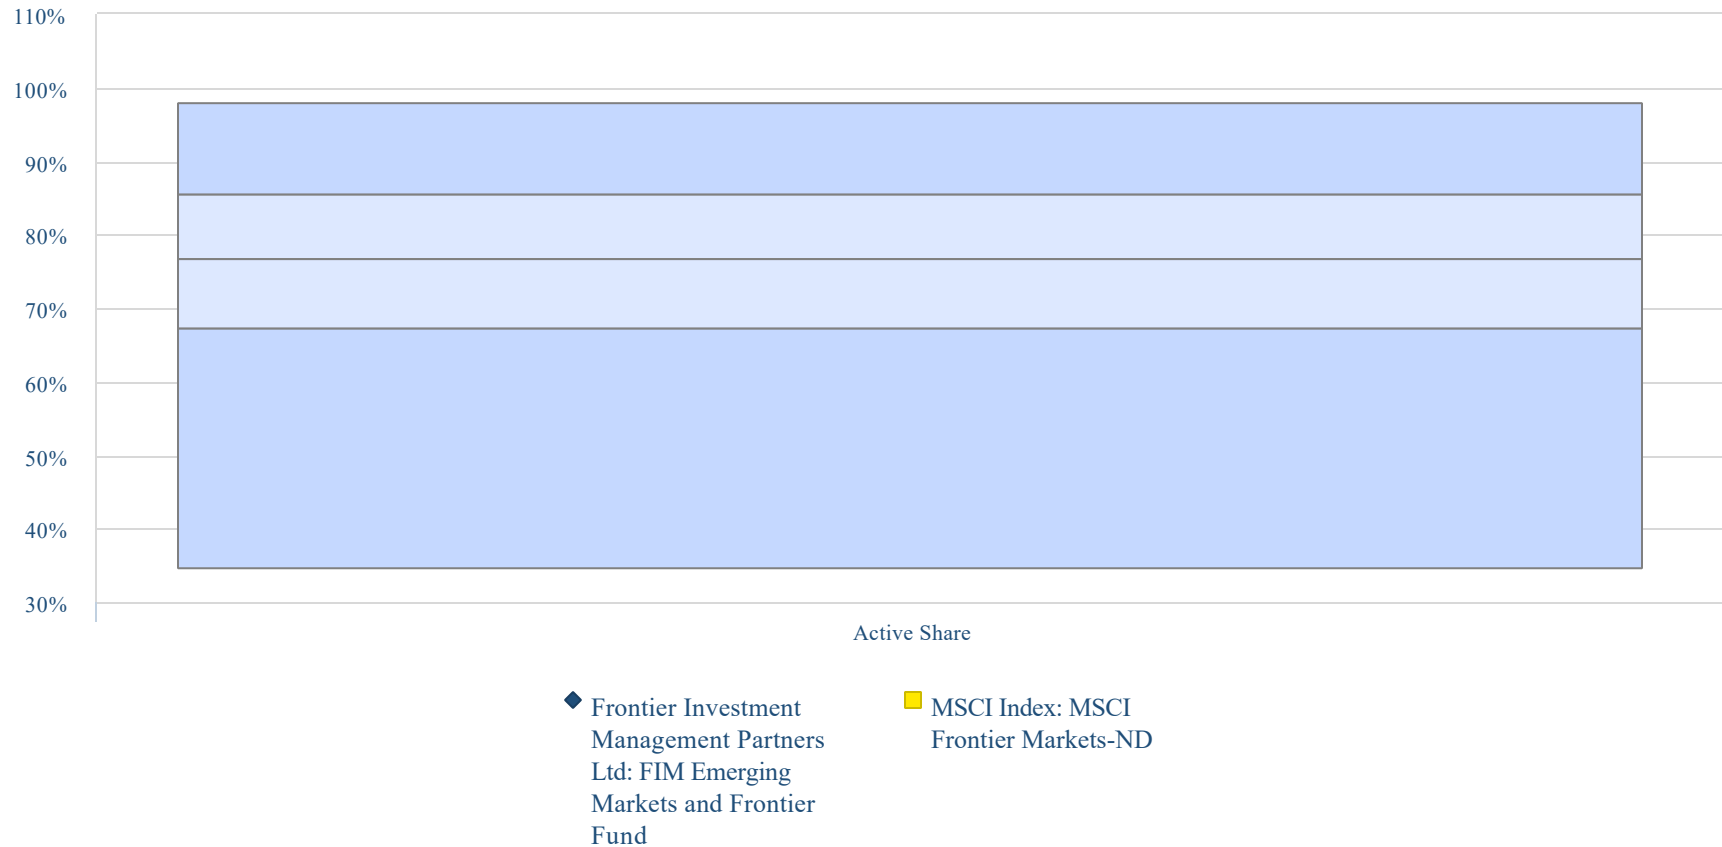 110%
100%
90%
80%
70%
60%
50%
40%
30%
Active Share
Frontier Investment
Management Partners
Ltd: FIM Emerging
Markets and Frontier
Fund
MSCI Index: MSCI
Frontier Markets-ND